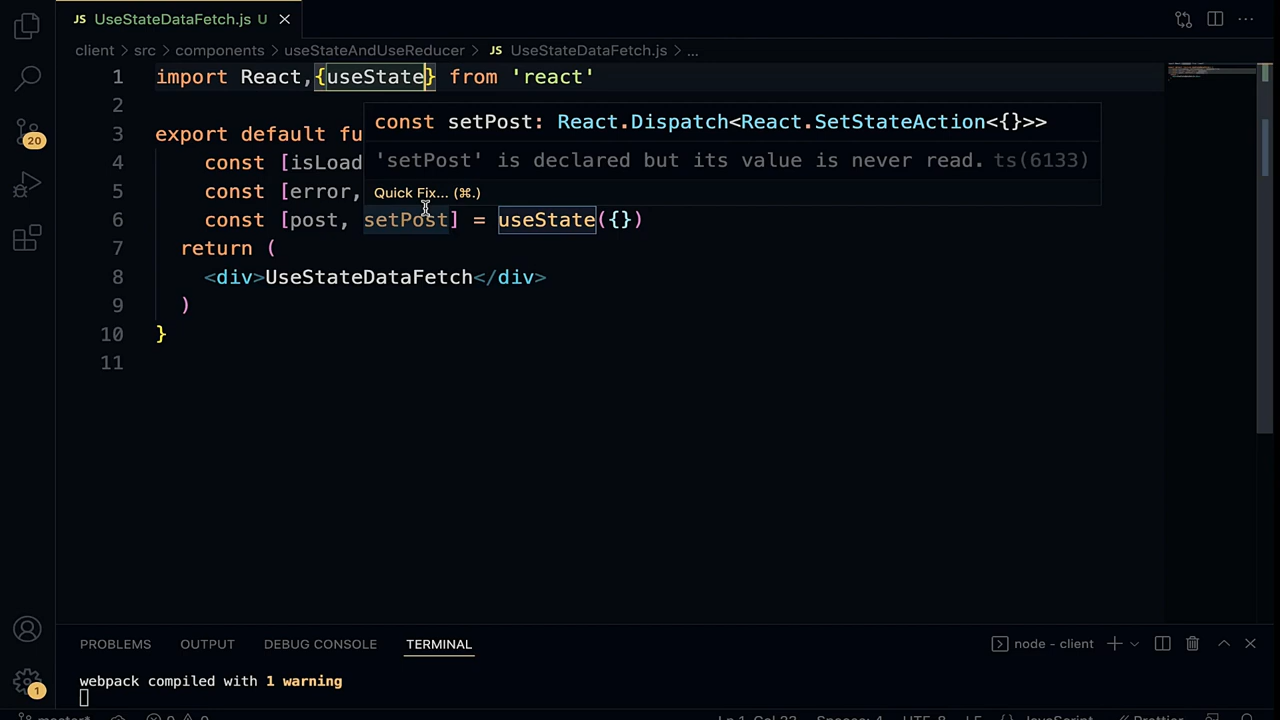 JS UseStateDataFetch.js U
client > src > components > useStateAndUseReducer > JS UseStateDataFetch.js > ...
1 import React,{useState} from 'react'
2
3 export default fu
const setPost: React.Dispatch<React.SetStateAction<{}>>
4 const [isLoad
'setPost' is declared but its value is never read. ts(6133)
5 const [error,
Quick Fix... (⌘.)
6 const [post, setPost] = useState({})
7 return (
8 <div>UseStateDataFetch</div>
9 )
10 }
11
20
1
PROBLEMS OUTPUT DEBUG CONSOLE TERMINAL
node - client
webpack compiled with 1 warning